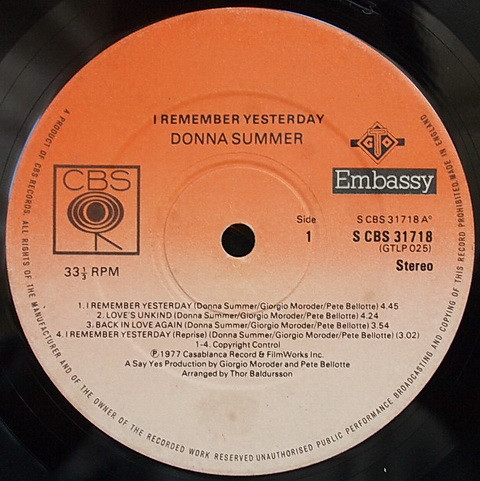 I REMEMBER YESTERDAY
DONNA SUMMER
GTO
CBS
Embassy
Side
1
S CBS 31718 A°
S CBS 31718
(GTLP 025)
33⅓ RPM
Stereo
1. I REMEMBER YESTERDAY (Donna Summer/Giorgio Moroder/Pete Bellotte) 4.45
2. LOVE'S UNKIND (Donna Summer/Giorgio Moroder/Pete Bellotte) 4.24
3. BACK IN LOVE AGAIN (Donna Summer/Giorgio Moroder/Pete Bellotte) 3.54
4. I REMEMBER YESTERDAY (Reprise) (Donna Summer/Giorgio Moroder/Pete Bellotte) (3.02)
1-4. Copyright Control
℗ 1977 Casablanca Record & FilmWorks Inc.
A Say Yes Production by Giorgio Moroder and Pete Bellotte
Arranged by Thor Baldursson
A PRODUCT OF CBS RECORDS. ALL RIGHTS OF THE MANUFACTURER AND OF THE OWNER OF THE RECORDED WORK RESERVED UNAUTHORISED PUBLIC PERFORMANCE BROADCASTING AND COPYING OF THIS RECORD PROHIBITED MADE IN ENGLAND